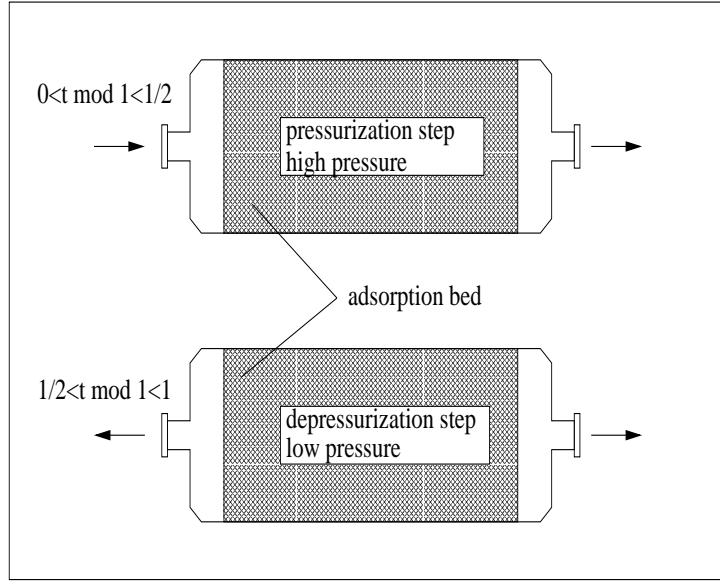 0<t mod 1<1/2
pressurization step
high pressure
adsorption bed
1/2<t mod 1<1
depressurization step
low pressure